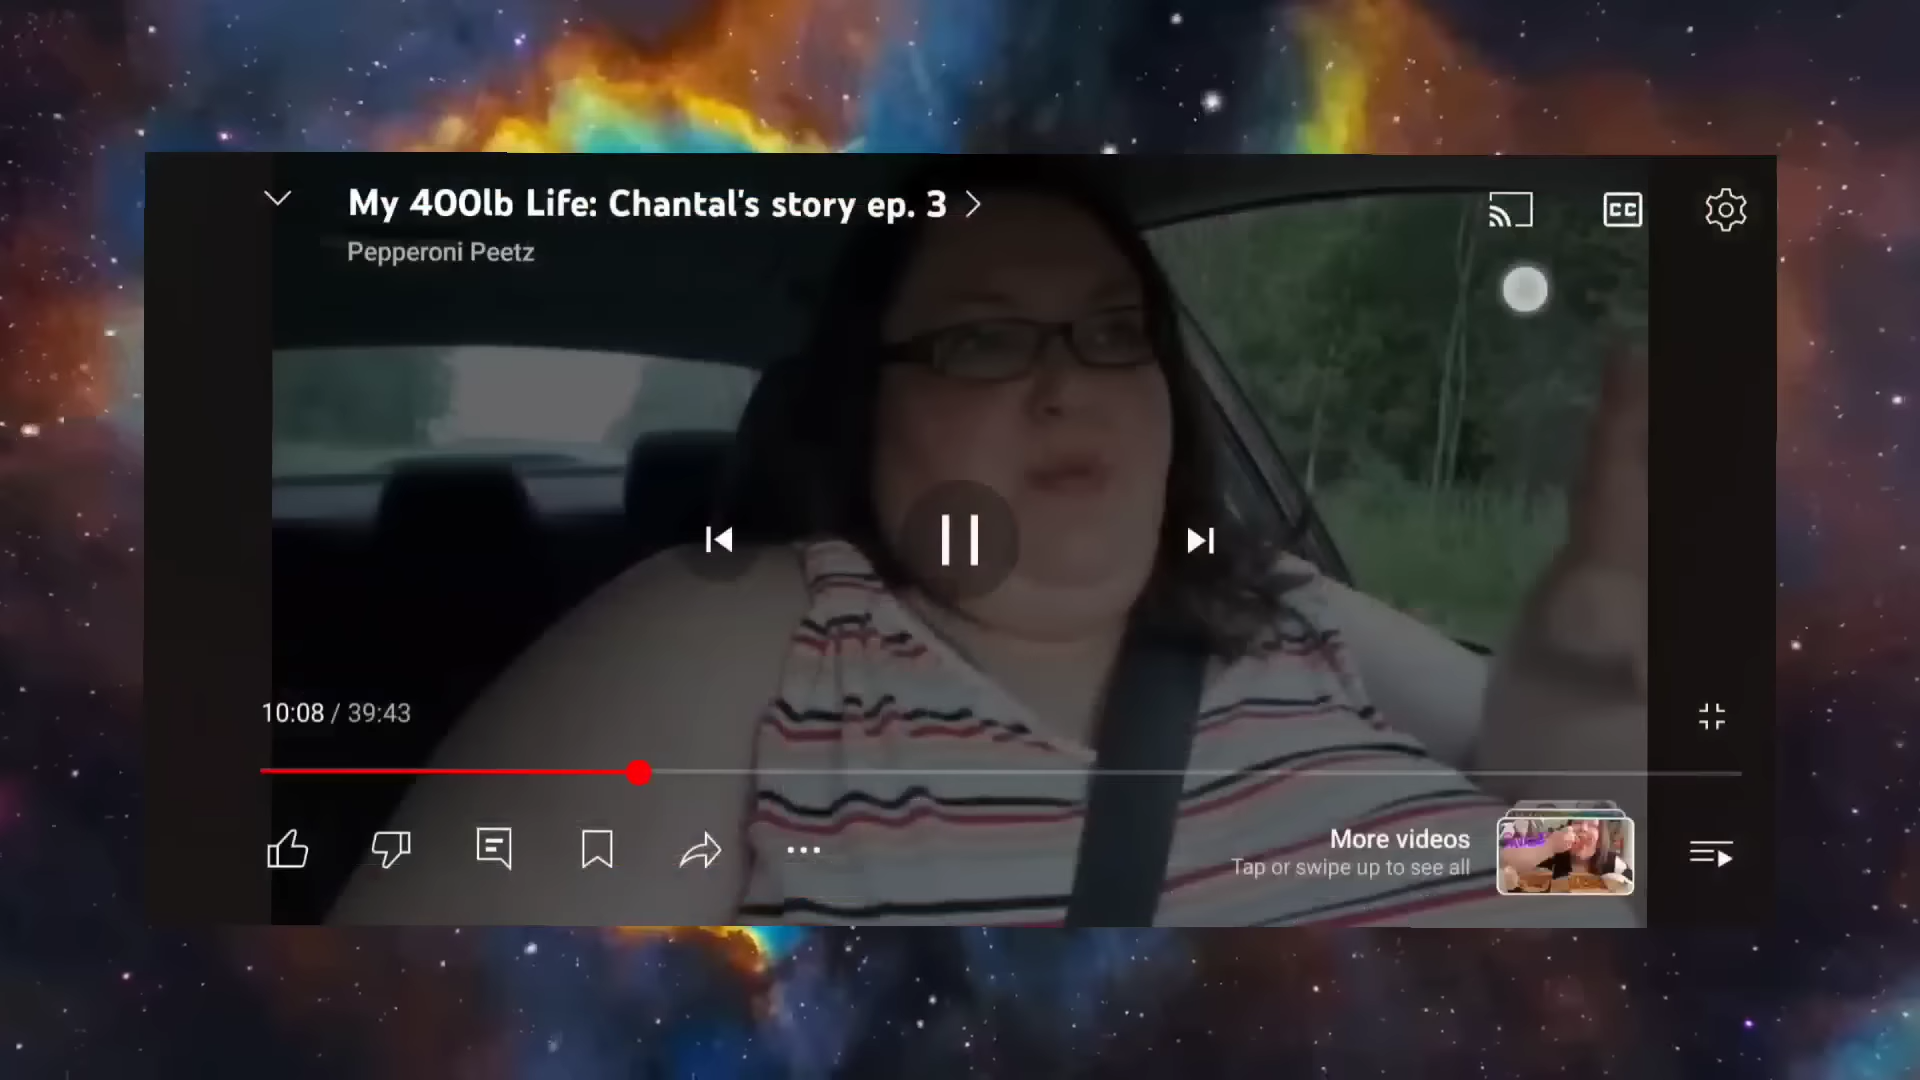 My 400lb Life: Chantal's story ep. 3
Pepperoni Peetz
CC
10:08 / 39:43
More videos
Tap or swipe up to see all